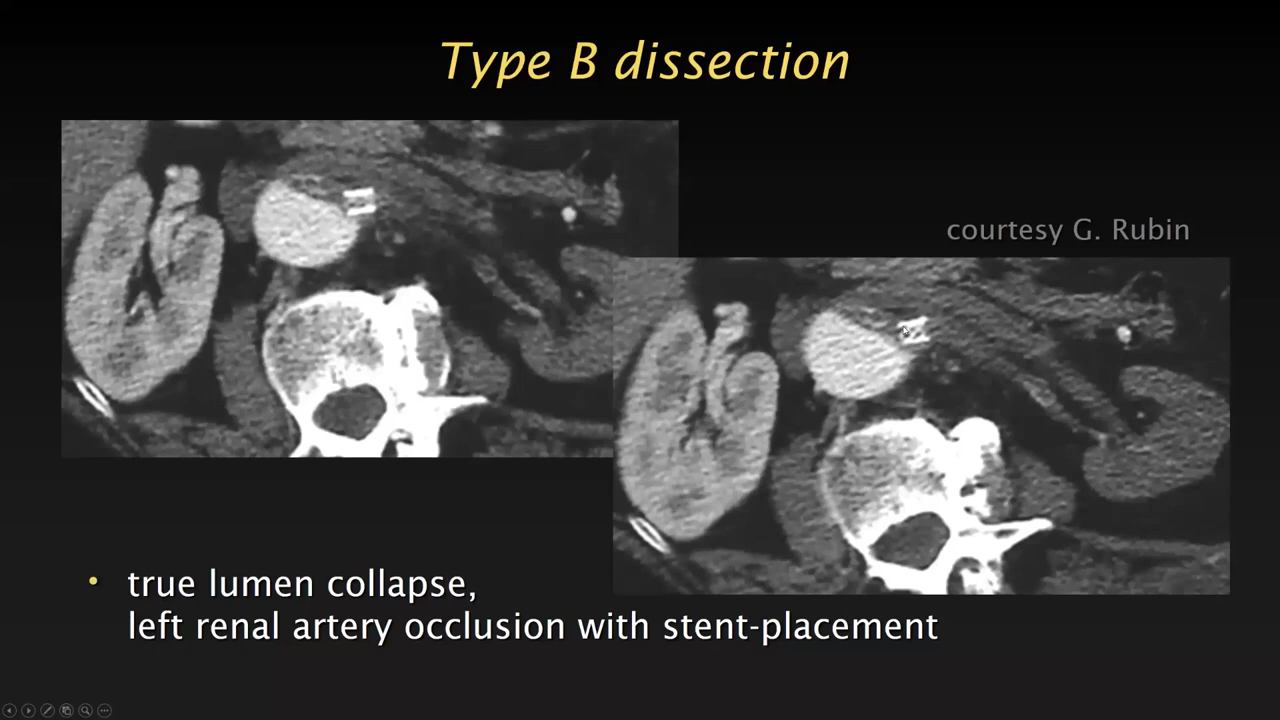 Type B dissection
courtesy G. Rubin
• true lumen collapse,
left renal artery occlusion with stent-placement